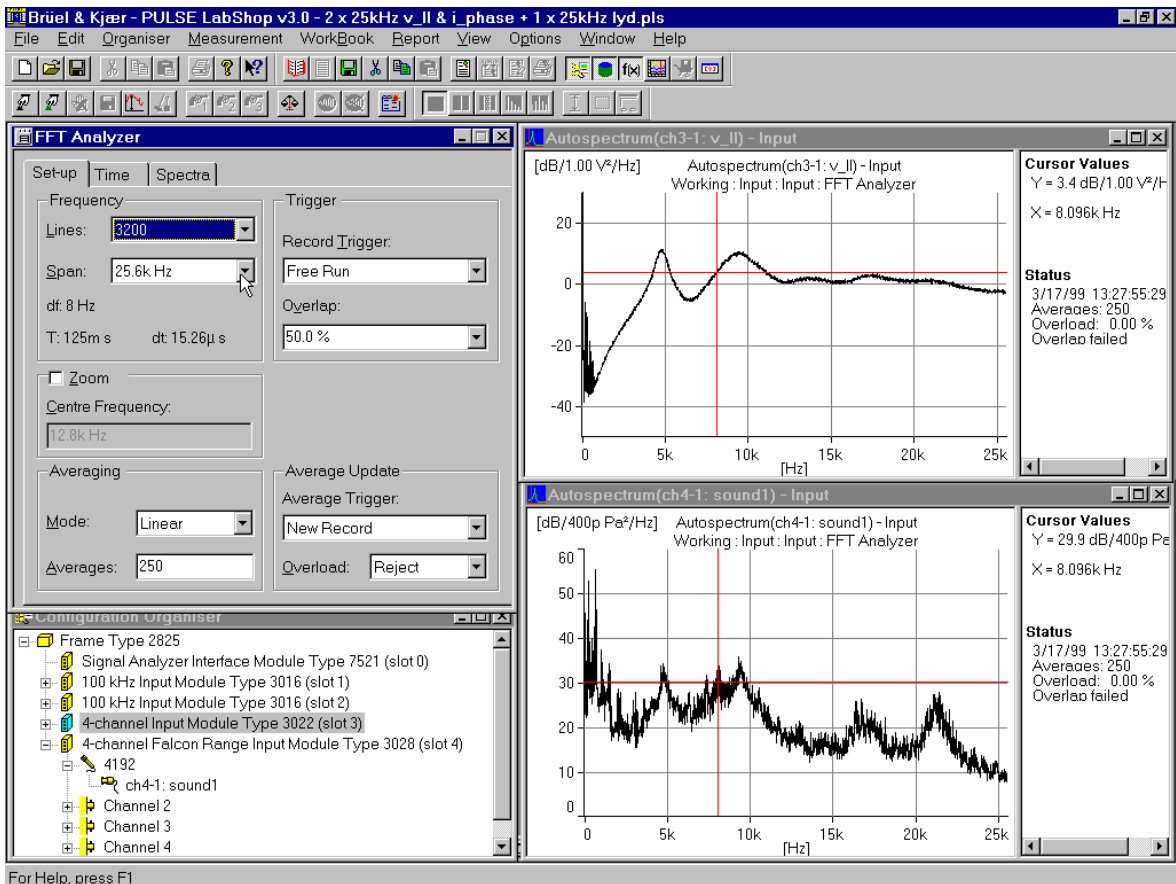 Brüel & Kjær - PULSE LabShop v3.0 - 2 x 25kHz v_II & i_phase + 1 x 25kHz lyd.pls
File Edit Organiser Measurement WorkBook Report View Options Window Help
f(x)
FFT Analyzer
Set-up Time Spectra
Frequency
Lines: 3200
Span: 25.6k Hz
df: 8 Hz
T: 125m s dt: 15.26µ s
Trigger
Record Trigger:
Free Run
Overlap:
50.0 %
Zoom
Centre Frequency:
12.8k Hz
Averaging
Mode: Linear
Averages: 250
Average Update
Average Trigger:
New Record
Overload: Reject
Configuration Organiser
Frame Type 2825
Signal Analyzer Interface Module Type 7521 (slot 0)
100 kHz Input Module Type 3016 (slot 1)
100 kHz Input Module Type 3016 (slot 2)
4-channel Input Module Type 3022 (slot 3)
4-channel Falcon Range Input Module Type 3028 (slot 4)
4192
ch4-1: sound1
Channel 2
Channel 3
Channel 4
Autospectrum(ch3-1: v_II) - Input
[dB/1.00 V²/Hz] Autospectrum(ch3-1: v_II) - Input
Working : Input : Input : FFT Analyzer
20
0
-20
-40
0 5k 10k 15k 20k 25k
[Hz]
Cursor Values
Y = 3.4 dB/1.00 V²/H
X = 8.096k Hz
Status
3/17/99 13:27:55:29
Averages: 250
Overload: 0.00 %
Overlap failed
Autospectrum(ch4-1: sound1) - Input
[dB/400p Pa²/Hz] Autospectrum(ch4-1: sound1) - Input
Working : Input : Input : FFT Analyzer
60
50
40
30
20
10
0
0 5k 10k 15k 20k 25k
[Hz]
Cursor Values
Y = 29.9 dB/400p Pa
X = 8.096k Hz
Status
3/17/99 13:27:55:29
Averages: 250
Overload: 0.00 %
Overlap failed
For Help, press F1